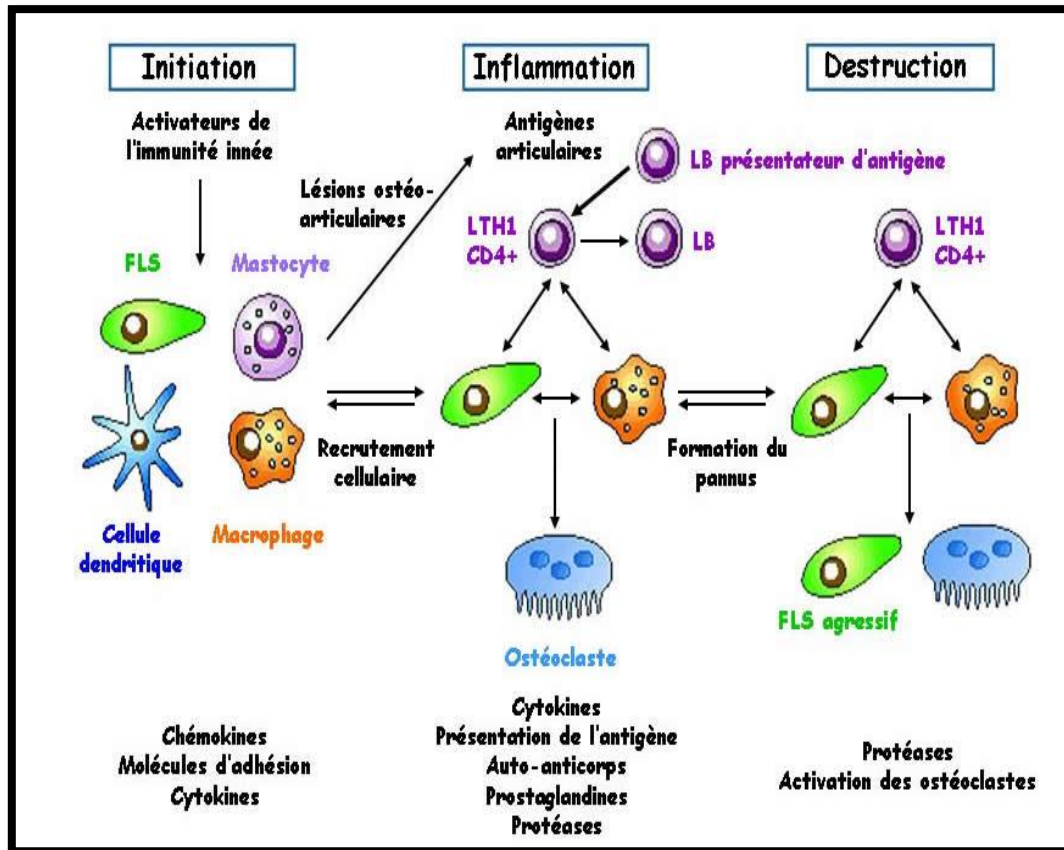 Initiation
Activateurs de
l'immunité innée
FLS
Mastocyte
Cellule
dendritique
Macrophage
Chémokines
Molécules d'adhésion
Cytokines
Lésions ostéo-
articulaires
Recrutement
cellulaire
Inflammation
Antigènes
articulaires
LB présentateur d'antigène
LTH1
CD4+
LB
Ostéoclaste
Cytokines
Présentation de l'antigène
Auto-anticorps
Prostaglandines
Protéases
Formation du
pannus
Destruction
LTH1
CD4+
FLS agressif
Protéases
Activation des ostéoclastes